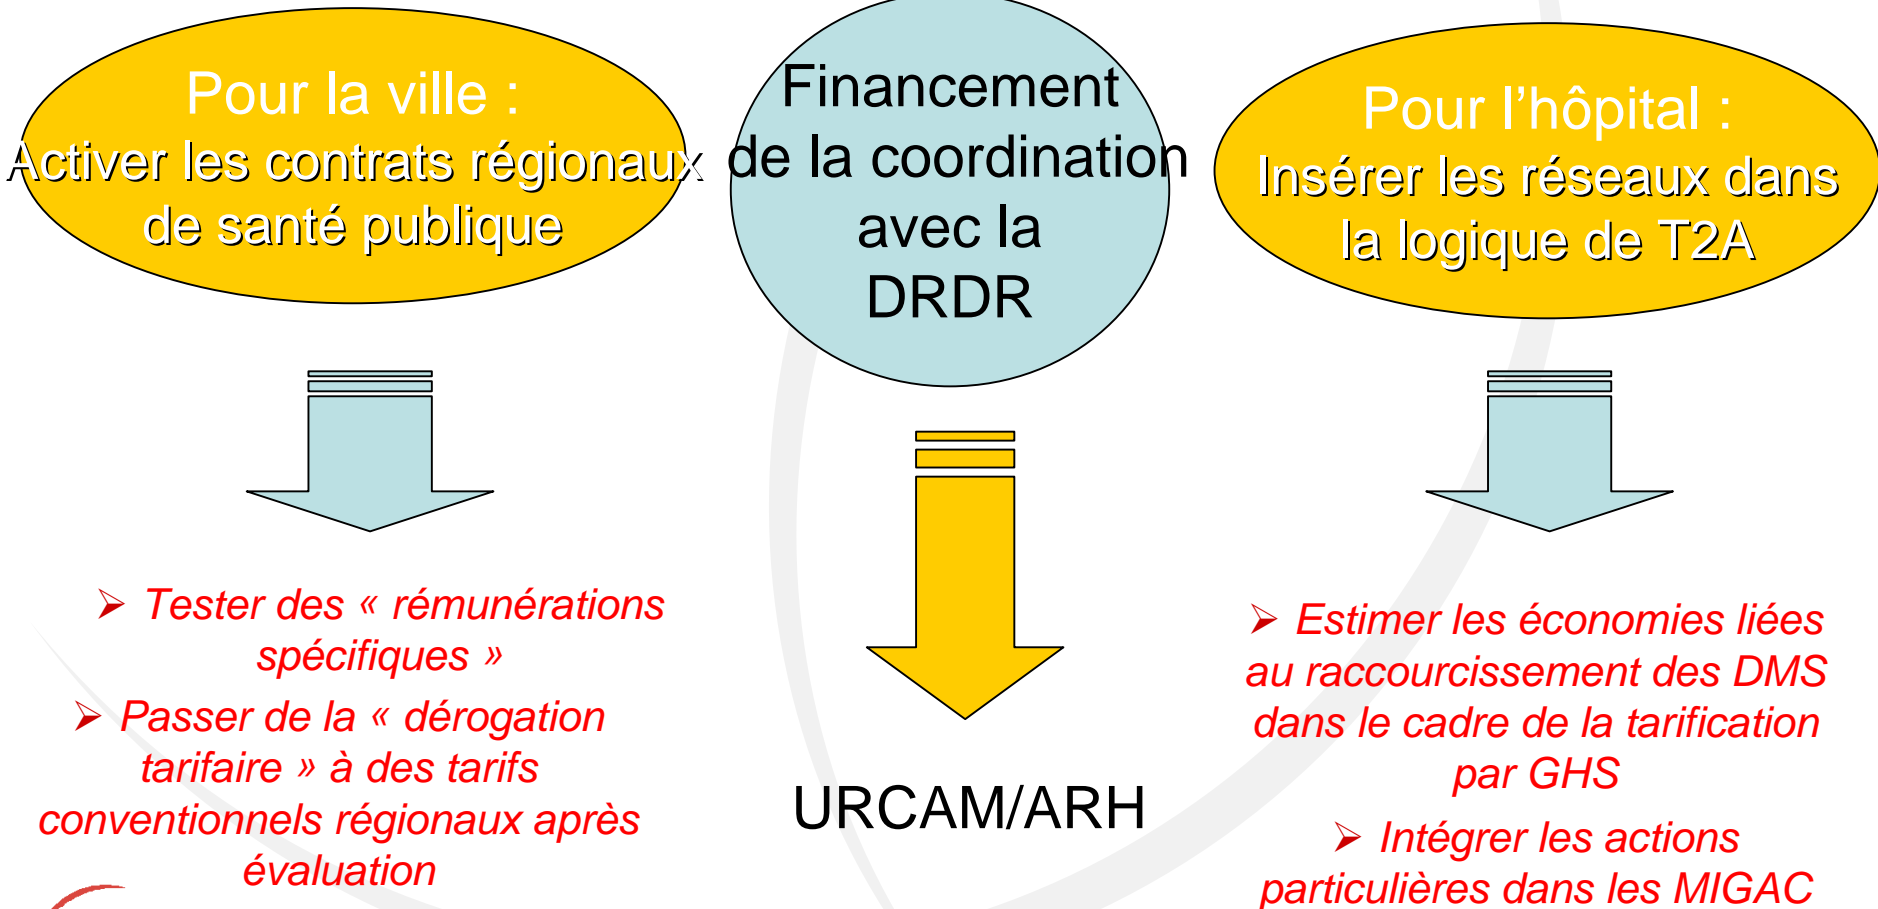 Pour la ville :
Activer les contrats régionaux
de santé publique
Financement
de la coordination
avec la
DRDR
Pour l’hôpital :
Insérer les réseaux dans
la logique de T2A
➢ Tester des « rémunérations
spécifiques »
➢ Passer de la « dérogation
tarifaire » à des tarifs
conventionnels régionaux après
évaluation
URCAM/ARH
➢ Estimer les économies liées
au raccourcissement des DMS
dans le cadre de la tarification
par GHS
➢ Intégrer les actions
particulières dans les MIGAC